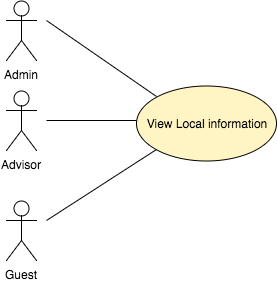 Admin
View Local information
Advisor
Guest